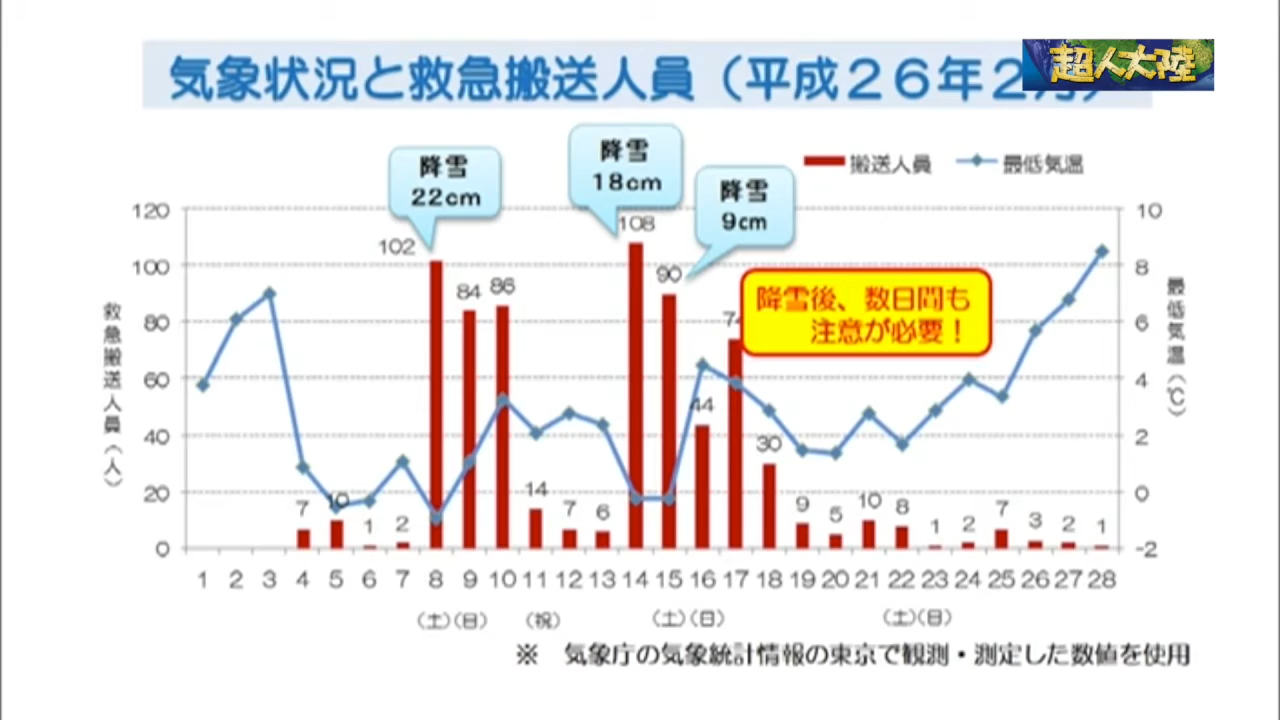 気象状況と救急搬送人員（平成２６年２月）
超人大陸
降雪
22cm
降雪
18cm
降雪
9cm
搬送人員
最低気温
120
100
80
60
40
20
0
救急搬送人員（人）
10
8
6
4
2
0
-2
最低気温（℃）
7 10 1 2 102 84 86 14 7 6 108 90 44 30 9 5 10 8 1 2 7 3 2 1
降雪後、数日間も
注意が必要！
1 2 3 4 5 6 7 8 9 10 11 12 13 14 15 16 17 18 19 20 21 22 23 24 25 26 27 28
（土）（日） （祝） （土）（日） （土）（日）
※ 気象庁の気象統計情報の東京で観測・測定した数値を使用